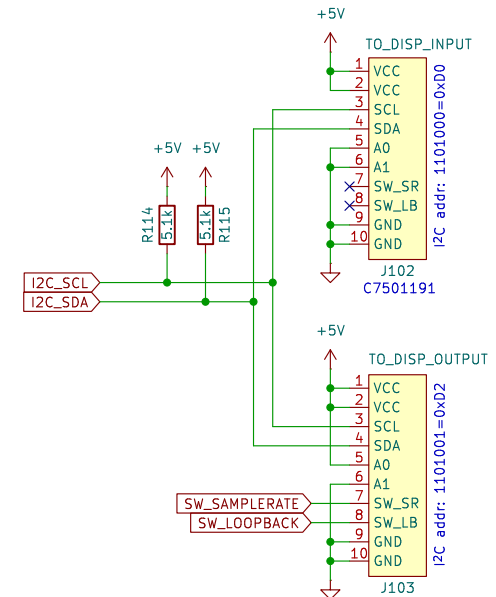 +5V
TO_DISP_INPUT
1 VCC
2 VCC
3 SCL
4 SDA
5 A0
6 A1
7 SW_SR
8 SW_LB
9 GND
10 GND
I²C addr: 1101000=0xD0
J102
C7501191
+5V +5V
R114 5.1k
5.1k R115
I2C_SCL
I2C_SDA
+5V
TO_DISP_OUTPUT
1 VCC
2 VCC
3 SCL
4 SDA
5 A0
6 A1
SW_SAMPLERATE 7 SW_SR
SW_LOOPBACK 8 SW_LB
9 GND
10 GND
I²C addr: 1101001=0xD2
J103